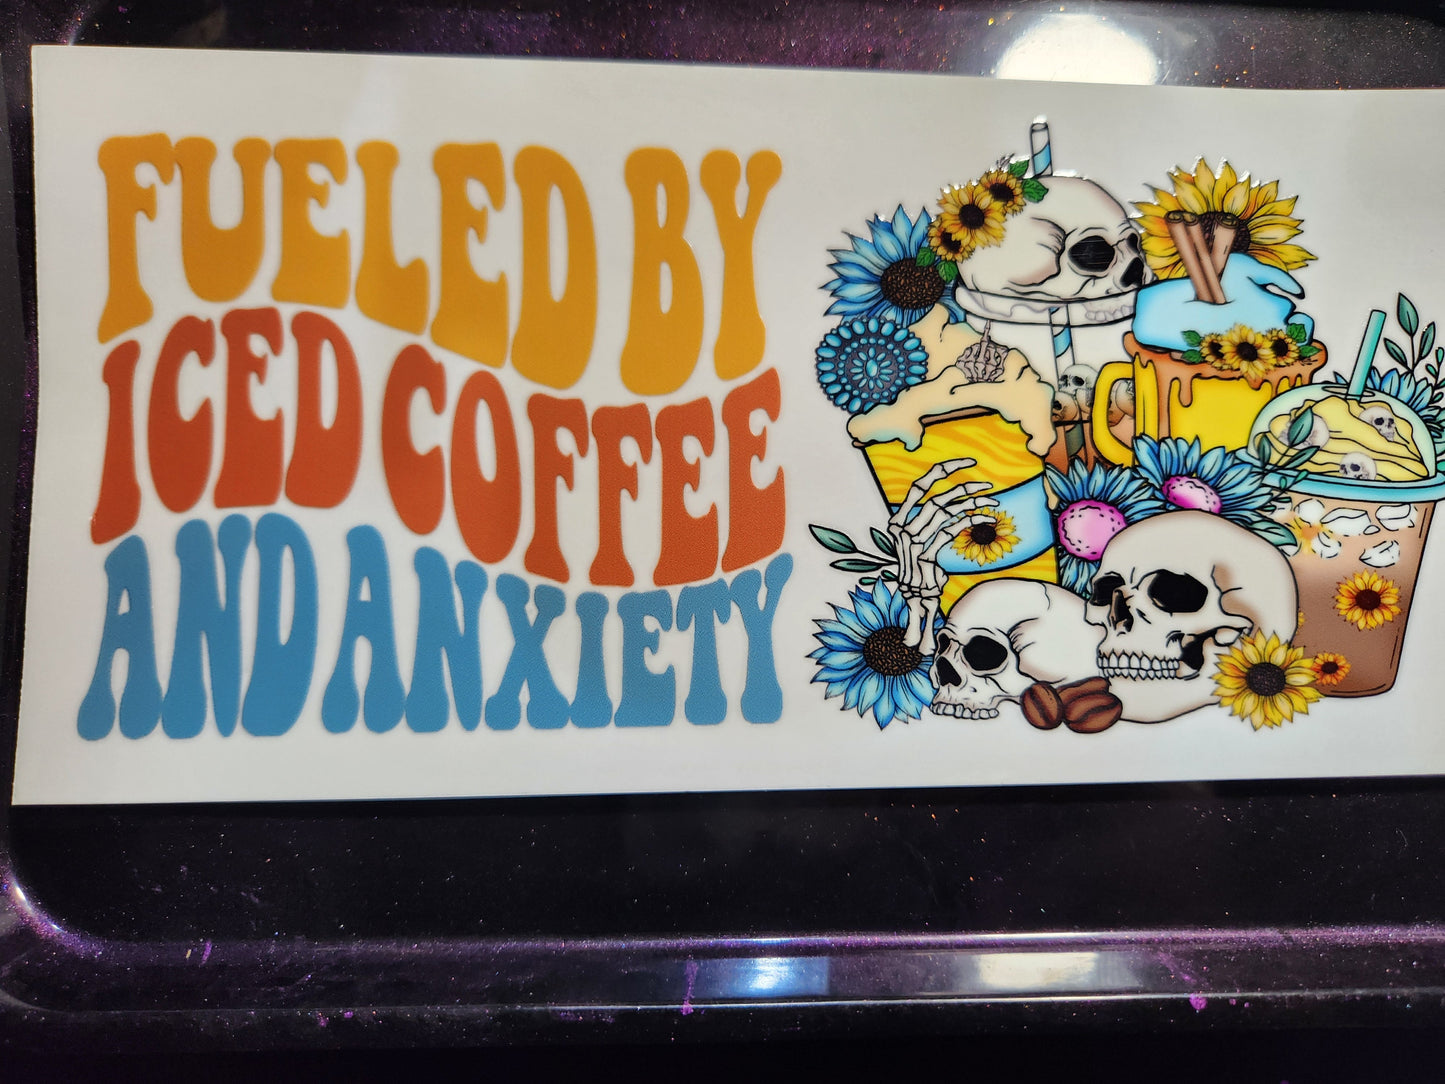 FUELED BY
ICED COFFEE
AND ANXIETY